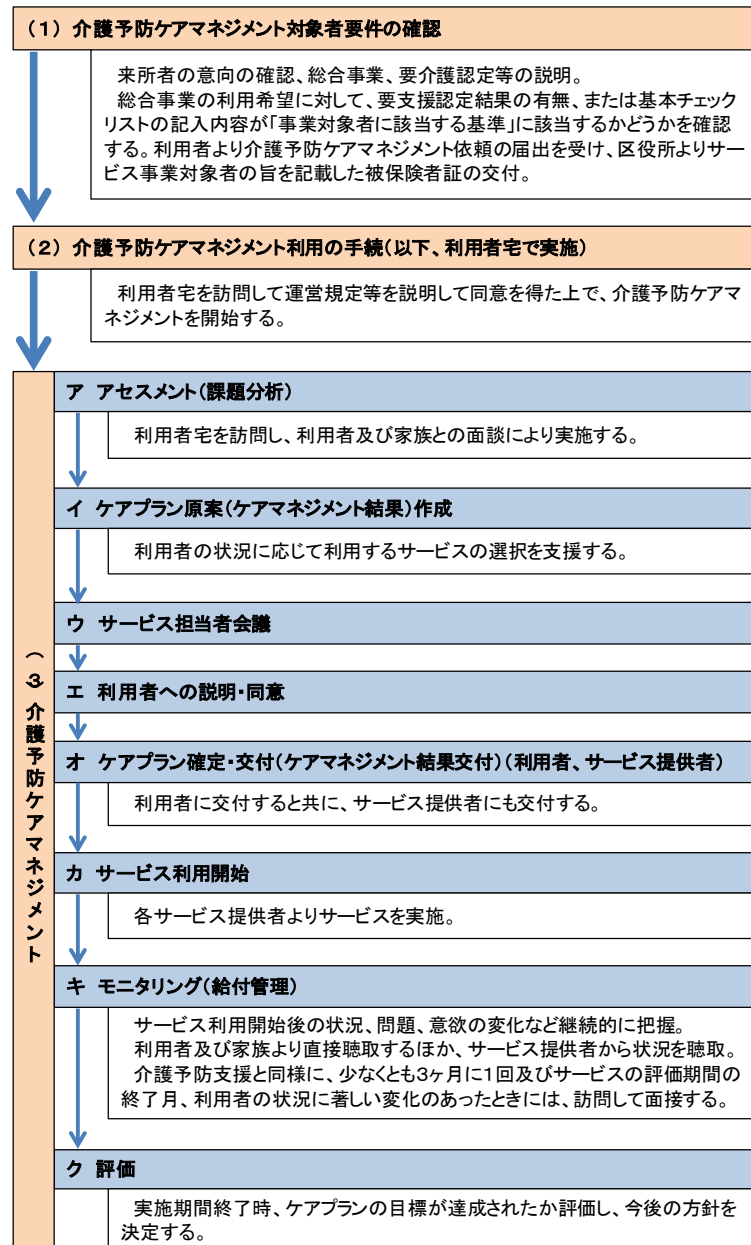 (1) 介護予防ケアマネジメント対象者要件の確認
来所者の意向の確認、総合事業、要介護認定等の説明。
総合事業の利用希望に対して、要支援認定結果の有無、または基本チェック
リストの記入内容が「事業対象者に該当する基準」に該当するかどうかを確認
する。利用者より介護予防ケアマネジメント依頼の届出を受け、区役所よりサー
ビス事業対象者の旨を記載した被保険者証の交付。
(2) 介護予防ケアマネジメント利用の手続(以下、利用者宅で実施)
利用者宅を訪問して運営規定等を説明して同意を得た上で、介護予防ケアマ
ネジメントを開始する。
(3 介護予防ケアマネジメント
ア アセスメント(課題分析)
利用者宅を訪問し、利用者及び家族との面談により実施する。
イ ケアプラン原案(ケアマネジメント結果)作成
利用者の状況に応じて利用するサービスの選択を支援する。
ウ サービス担当者会議
エ 利用者への説明・同意
オ ケアプラン確定・交付(ケアマネジメント結果交付)(利用者、サービス提供者)
利用者に交付すると共に、サービス提供者にも交付する。
カ サービス利用開始
各サービス提供者よりサービスを実施。
キ モニタリング(給付管理)
サービス利用開始後の状況、問題、意欲の変化など継続的に把握。
利用者及び家族より直接聴取するほか、サービス提供者から状況を聴取。
介護予防支援と同様に、少なくとも3ヶ月に1回及びサービスの評価期間の
終了月、利用者の状況に著しい変化のあったときには、訪問して面接する。
ク 評価
実施期間終了時、ケアプランの目標が達成されたか評価し、今後の方針を
決定する。